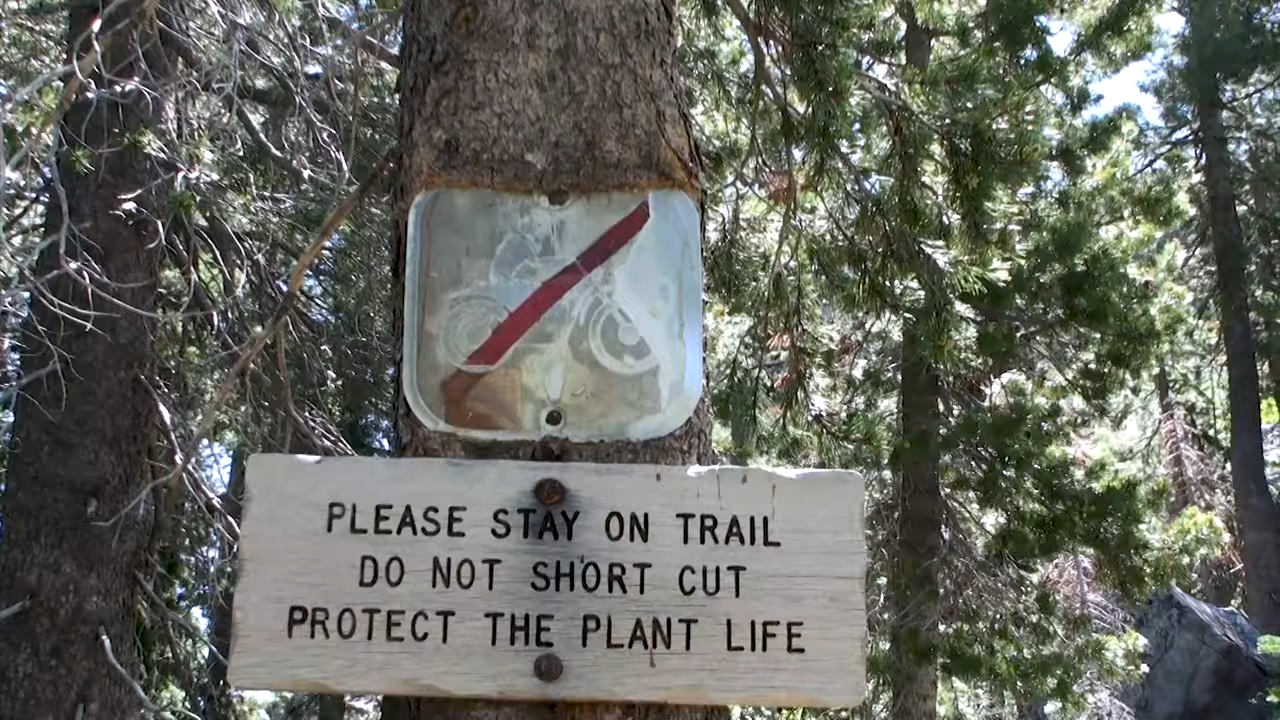 PLEASE STAY ON TRAIL
DO NOT SHORT CUT
PROTECT THE PLANT LIFE